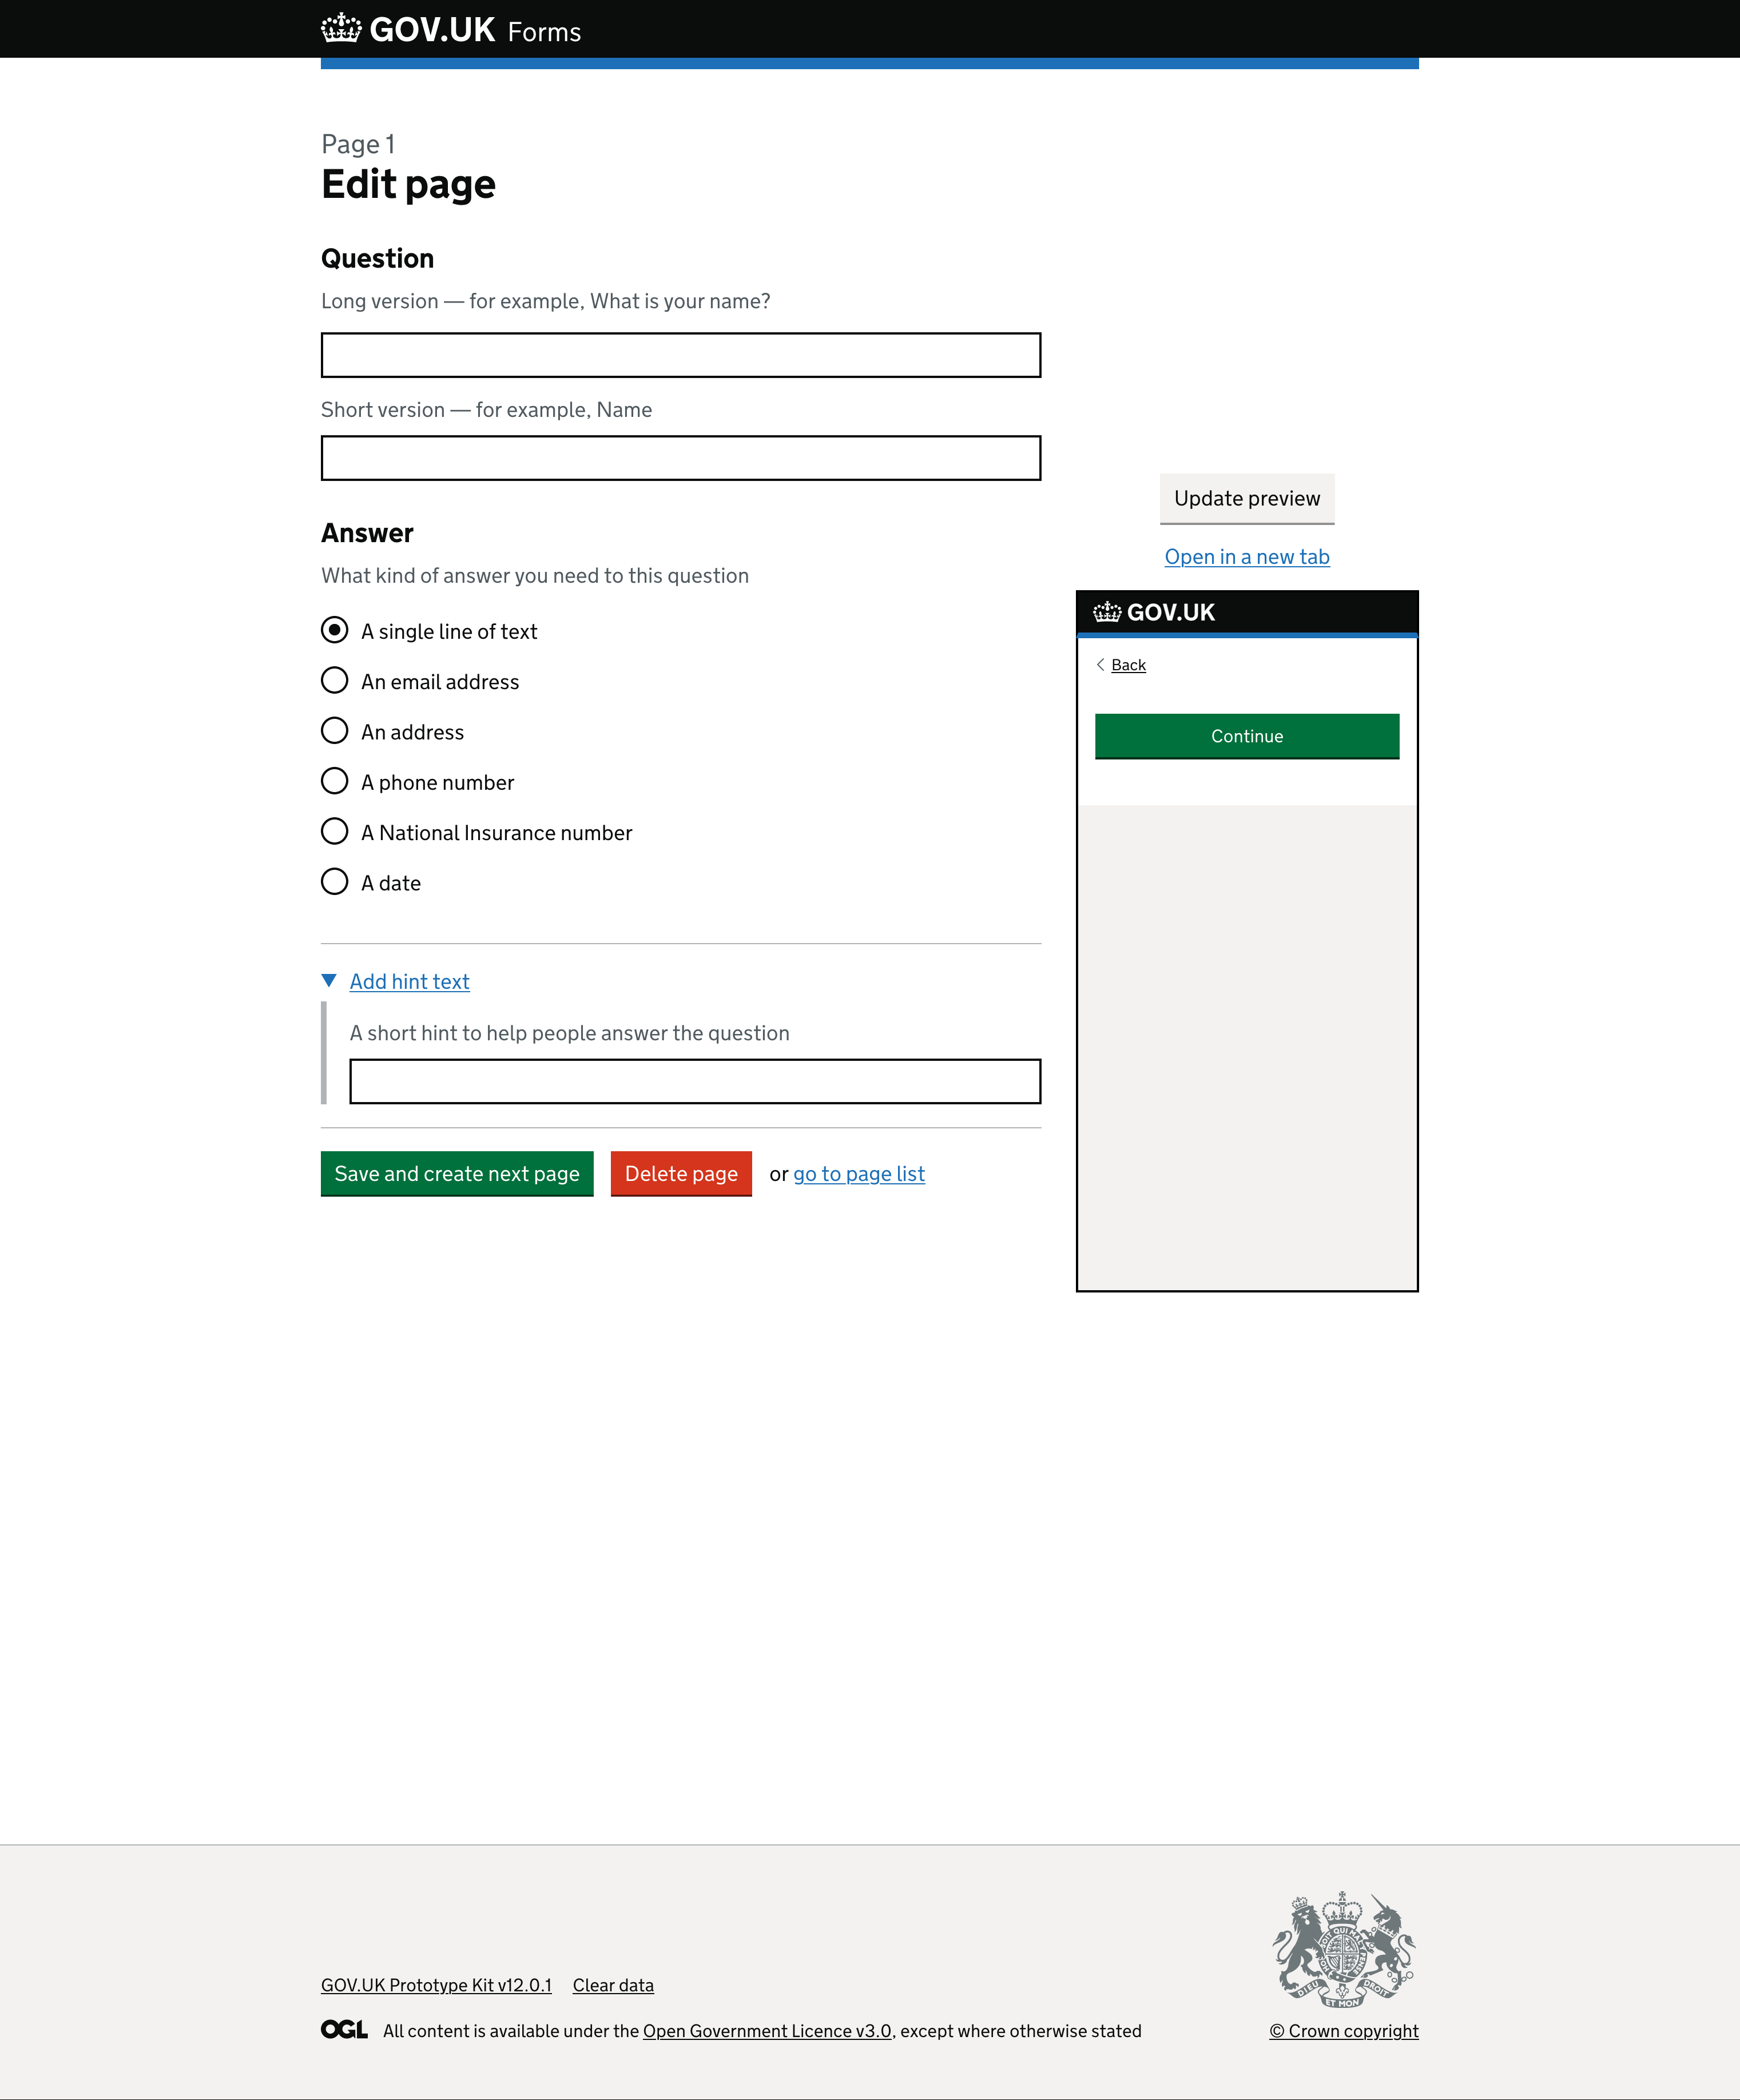 GOV.UK Forms
Page 1
Edit page
Question
Long version — for example, What is your name?
Short version — for example, Name
Answer
What kind of answer you need to this question
A single line of text
An email address
An address
A phone number
A National Insurance number
A date
Add hint text
A short hint to help people answer the question
Save and create next page Delete page or go to page list
Update preview
Open in a new tab
GOV.UK
Back
Continue
GOV.UK Prototype Kit v12.0.1 Clear data
OGL All content is available under the Open Government Licence v3.0, except where otherwise stated
DIEU ET MON DROIT
© Crown copyright